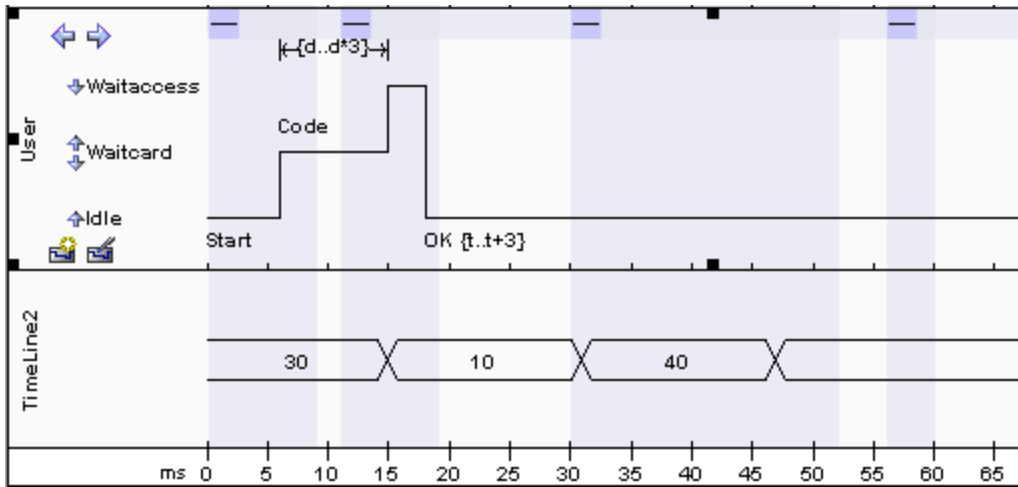 {d..d*3}
Waitaccess
Code
User
Waitcard
Idle
Start
OK {t..t+3}
TimeLine2
30
10
40
ms 0 5 10 15 20 25 30 35 40 45 50 55 60 65